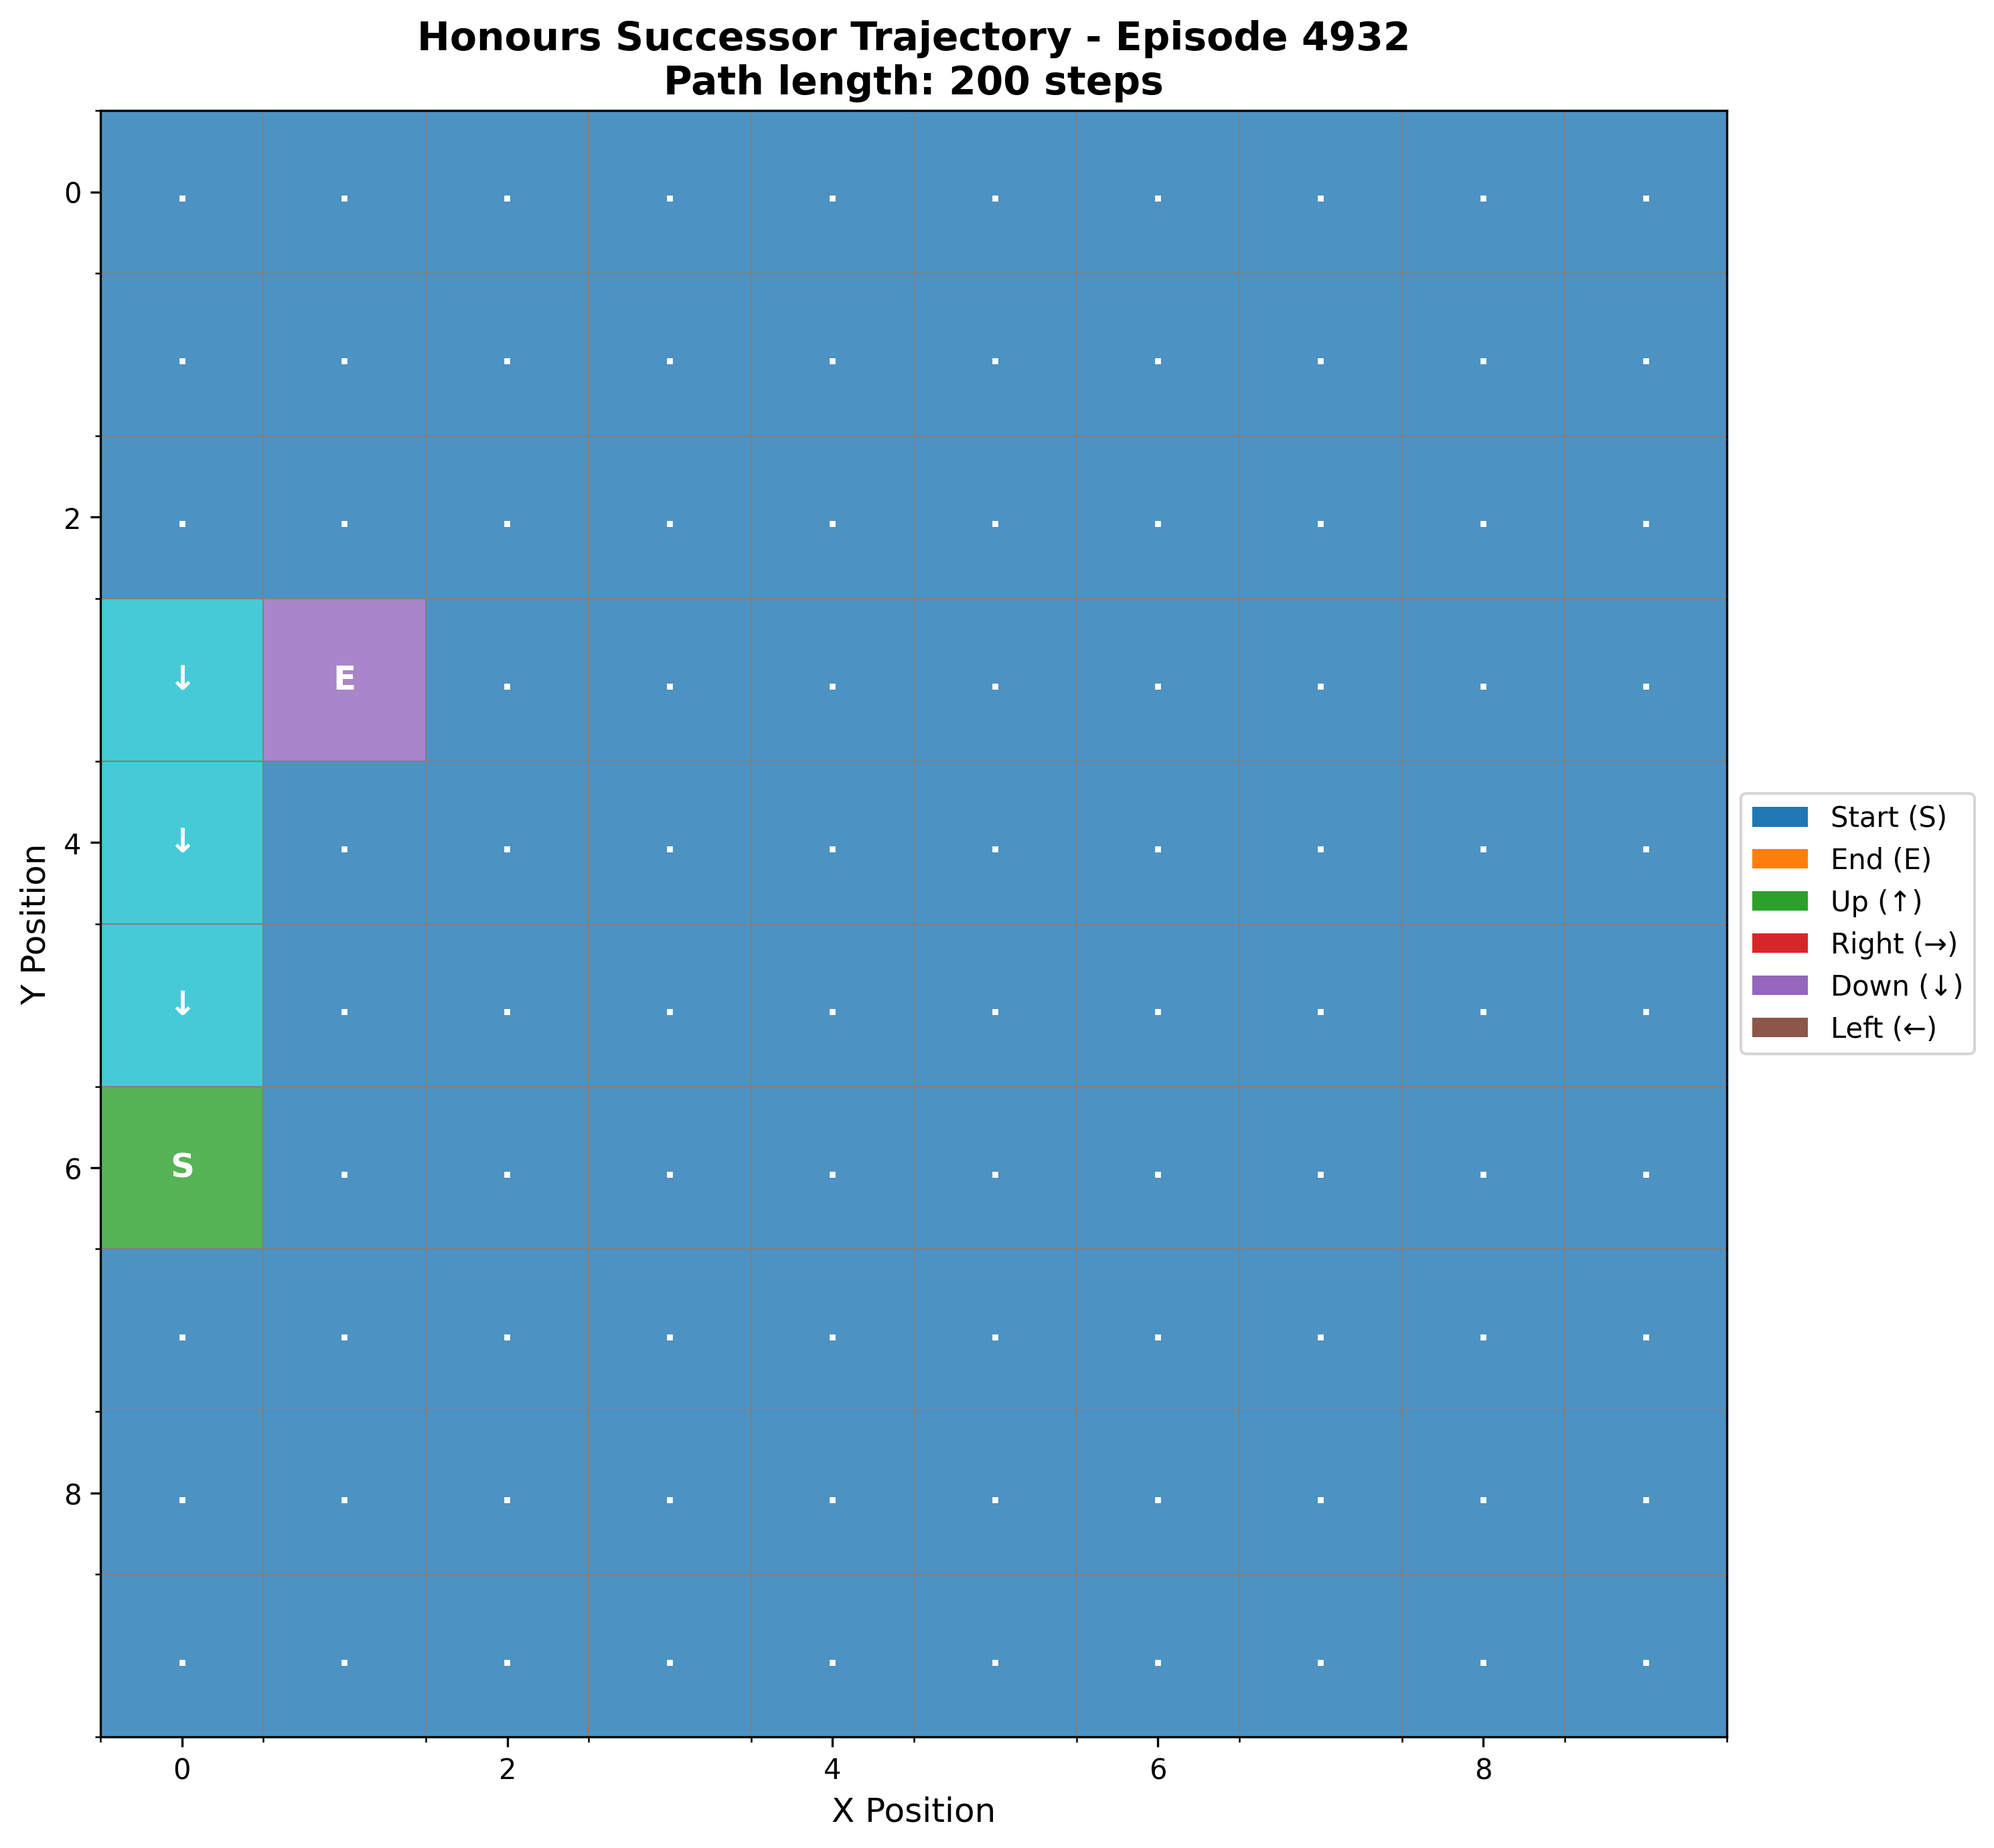 Honours Successor Trajectory - Episode 4932
Path length: 200 steps
0
2
↓ E
↓
4
↓
S
6
8
Y Position
0 2 4 6 8
X Position
Start (S)
End (E)
Up (↑)
Right (→)
Down (↓)
Left (←)